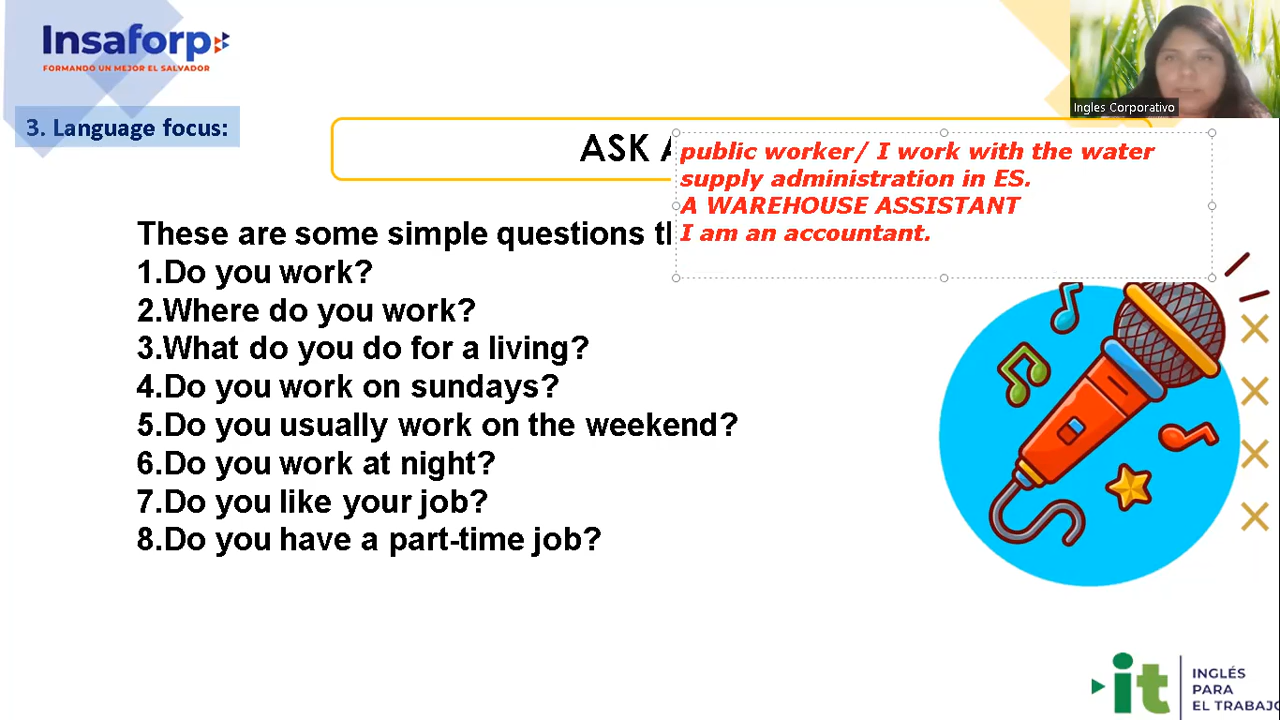 Insaforp
FORMANDO UN MEJOR EL SALVADOR
Ingles Corporativo
3. Language focus:
ASK
public worker/ I work with the water
supply administration in ES.
A WAREHOUSE ASSISTANT
I am an accountant.
These are some simple questions
1.Do you work?
2.Where do you work?
3.What do you do for a living?
4.Do you work on sundays?
5.Do you usually work on the weekend?
6.Do you work at night?
7.Do you like your job?
8.Do you have a part-time job?
it
INGLÉS
PARA
EL TRABAJO